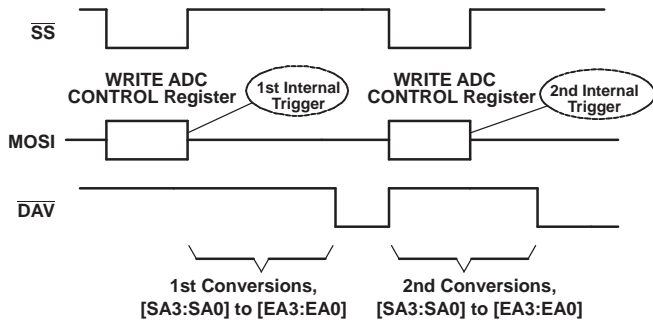 SS
WRITE ADC
CONTROL Register
1st Internal
Trigger
WRITE ADC
CONTROL Register
2nd Internal
Trigger
MOSI
DAV
1st Conversions,
[SA3:SA0] to [EA3:EA0]
2nd Conversions,
[SA3:SA0] to [EA3:EA0]